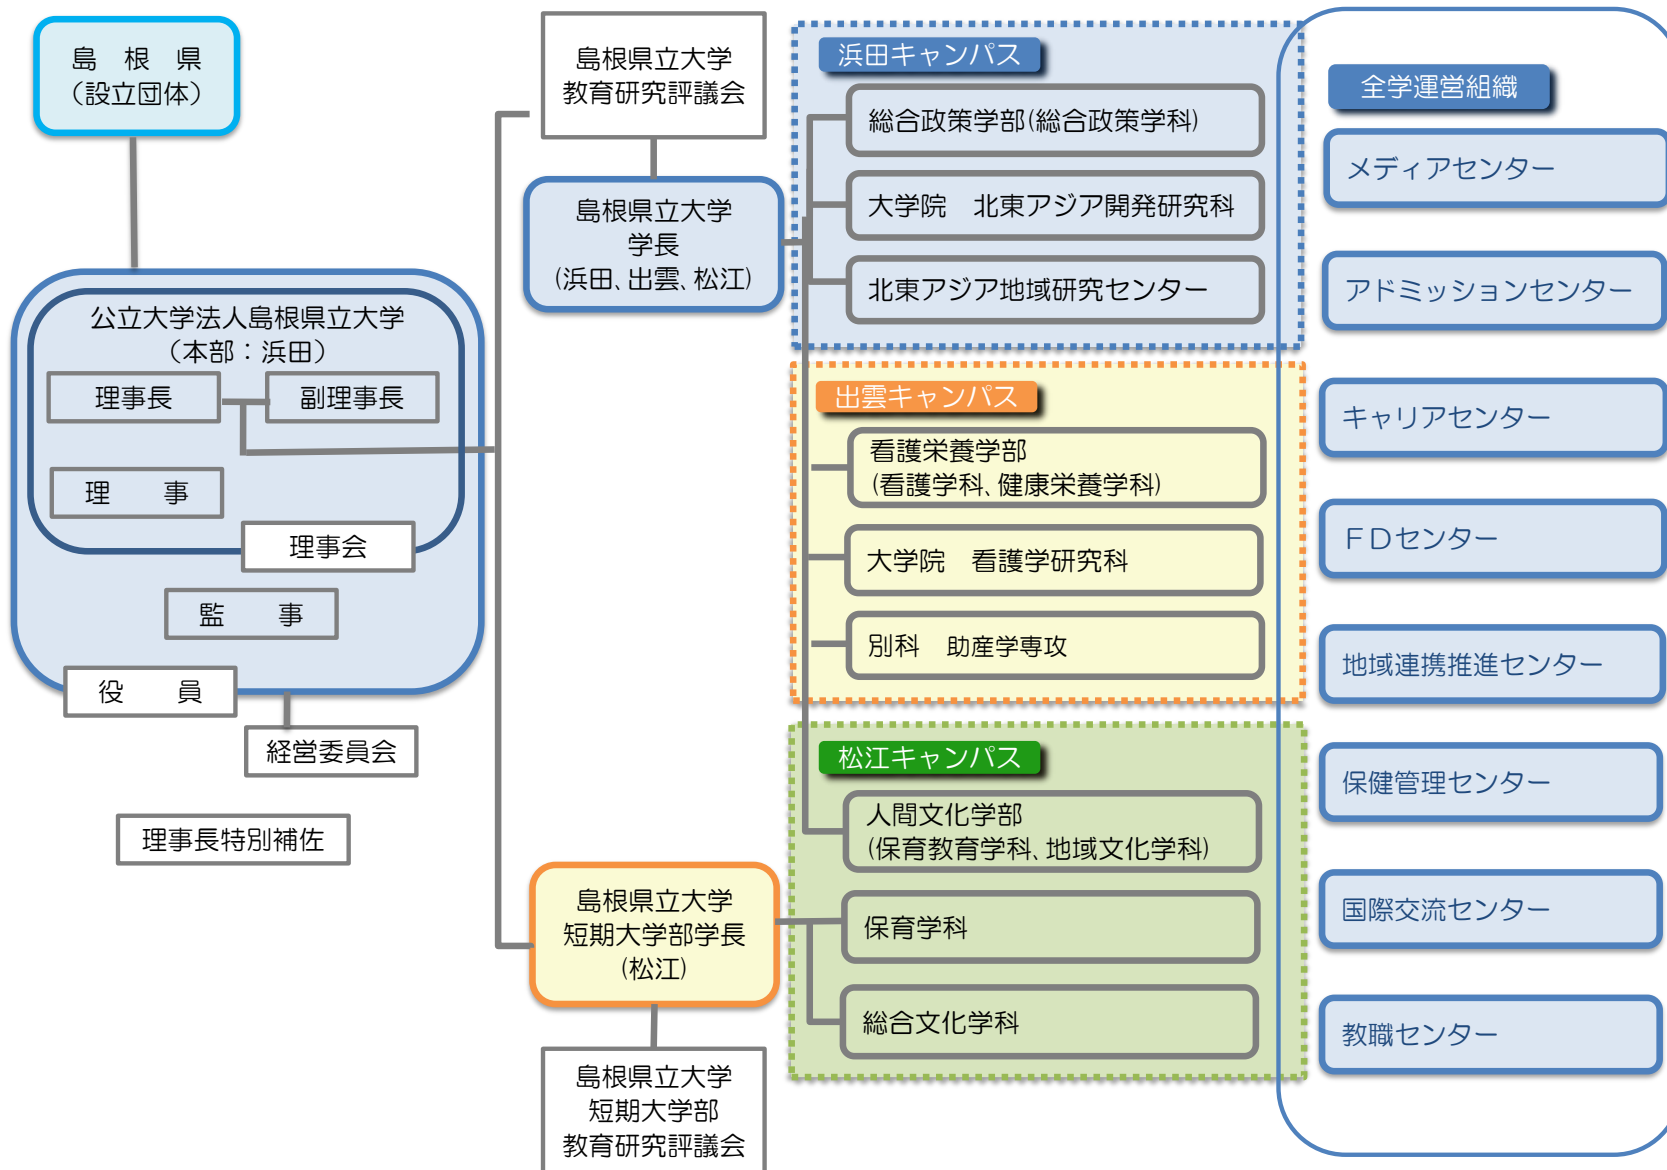 島　根　県
（設立団体）
公立大学法人島根県立大学
（本部：浜田）
理事長
副理事長
理　事
理事会
監　事
役　員
経営委員会
理事長特別補佐
島根県立大学
教育研究評議会
島根県立大学
学長
(浜田、出雲、松江)
島根県立大学
短期大学部学長
(松江)
島根県立大学
短期大学部
教育研究評議会
浜田キャンパス
総合政策学部(総合政策学科)
大学院　北東アジア開発研究科
北東アジア地域研究センター
出雲キャンパス
看護栄養学部
(看護学科、健康栄養学科)
大学院　看護学研究科
別科　助産学専攻
松江キャンパス
人間文化学部
(保育教育学科、地域文化学科)
保育学科
総合文化学科
全学運営組織
メディアセンター
アドミッションセンター
キャリアセンター
ＦＤセンター
地域連携推進センター
保健管理センター
国際交流センター
教職センター